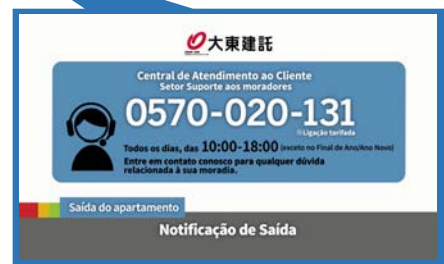 大東建託
Central de Atendimento ao Cliente
Setor Suporte aos moradores
0570-020-131
※Ligação tarifada
Todos os dias, das 10:00-18:00 (exceto no Final de Ano/Ano Novo)
Entre em contato conosco para qualquer dúvida
relacionada à sua moradia.
Saída do apartamento
Notificação de Saída